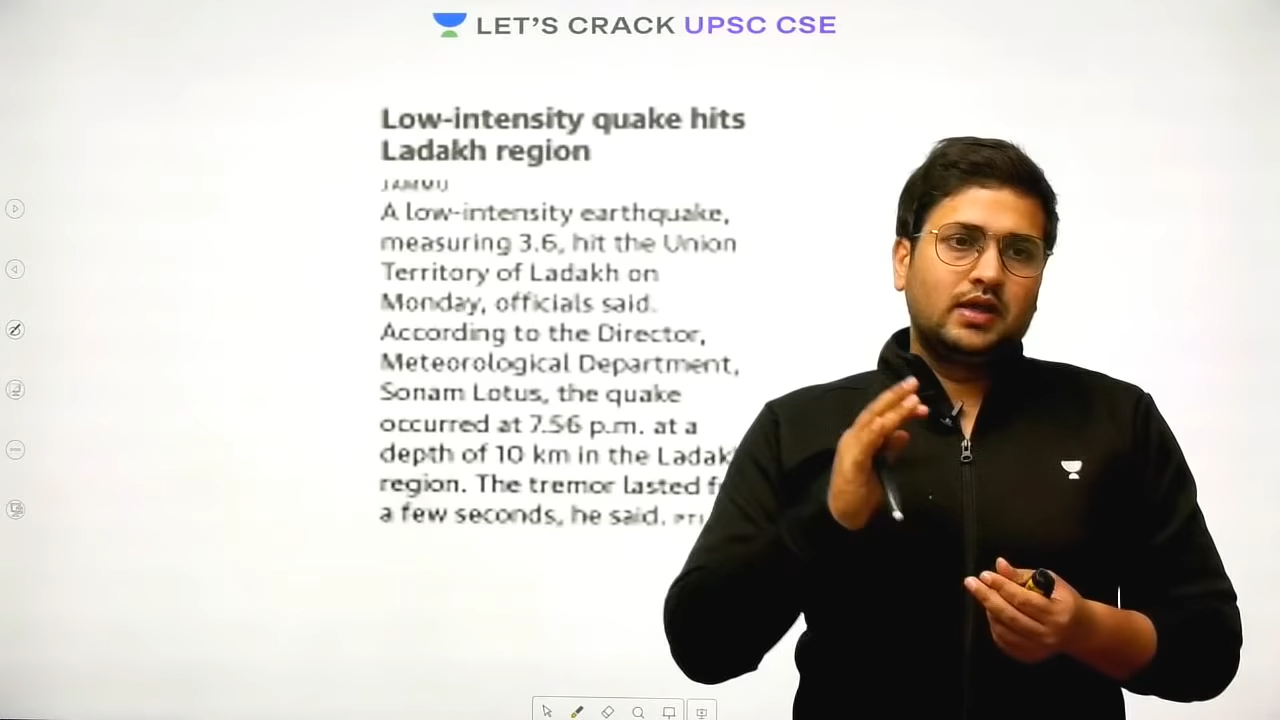 LET'S CRACK UPSC CSE
Low-intensity quake hits
Ladakh region
JAMMU
A low-intensity earthquake,
measuring 3.6, hit the Union
Territory of Ladakh on
Monday, officials said.
According to the Director,
Meteorological Department,
Sonam Lotus, the quake
occurred at 7.56 p.m. at a
depth of 10 km in the Ladak
region. The tremor lasted f
a few seconds, he said. PTI